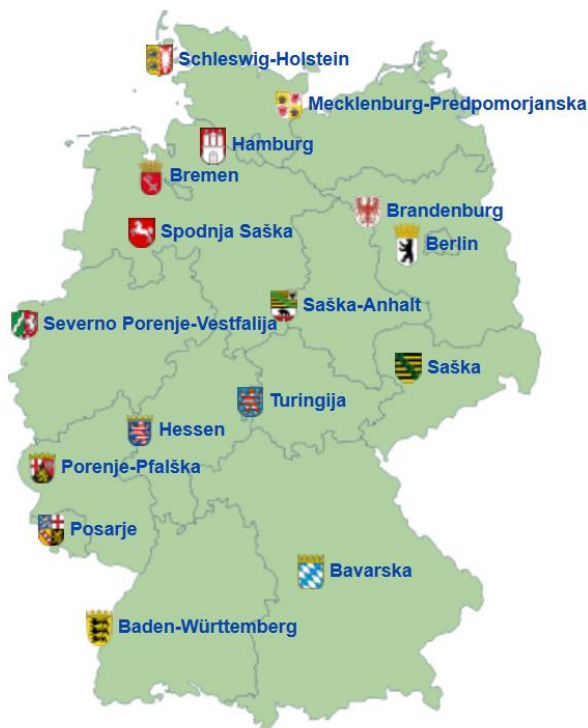 Schleswig-Holstein
Mecklenburg-Predpomorjanska
Hamburg
Bremen
Brandenburg
Spodnja Saška
Berlin
Saška-Anhalt
Severno Porenje-Vestfalija
Saška
Turingija
Hessen
Porenje-Pfalška
Posarje
Bavarska
Baden-Württemberg